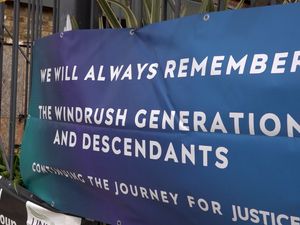 WE WILL ALWAYS REMEMBER
THE WINDRUSH GENERATION
AND DESCENDANTS
CONTINUING THE JOURNEY FOR JUSTICE